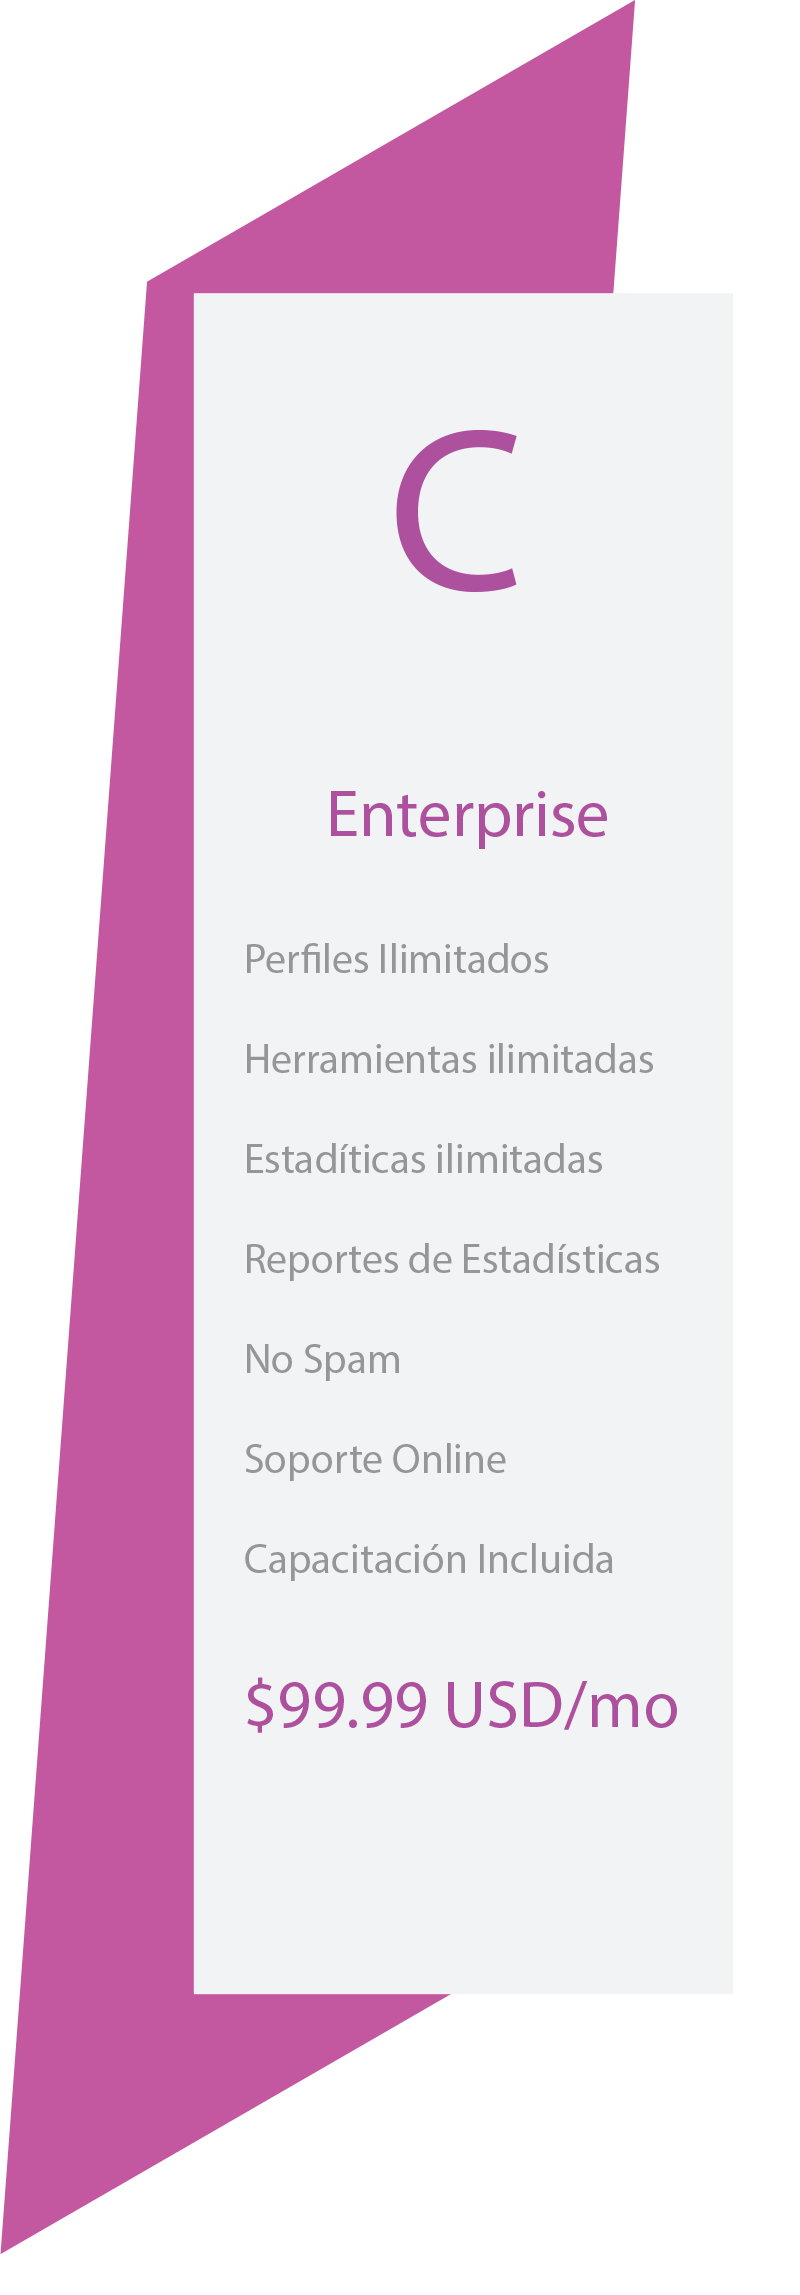 C
Enterprise
Perfiles Ilimitados
Herramientas ilimitadas
Estadíticas ilimitadas
Reportes de Estadísticas
No Spam
Soporte Online
Capacitación Incluida
$99.99 USD/mo